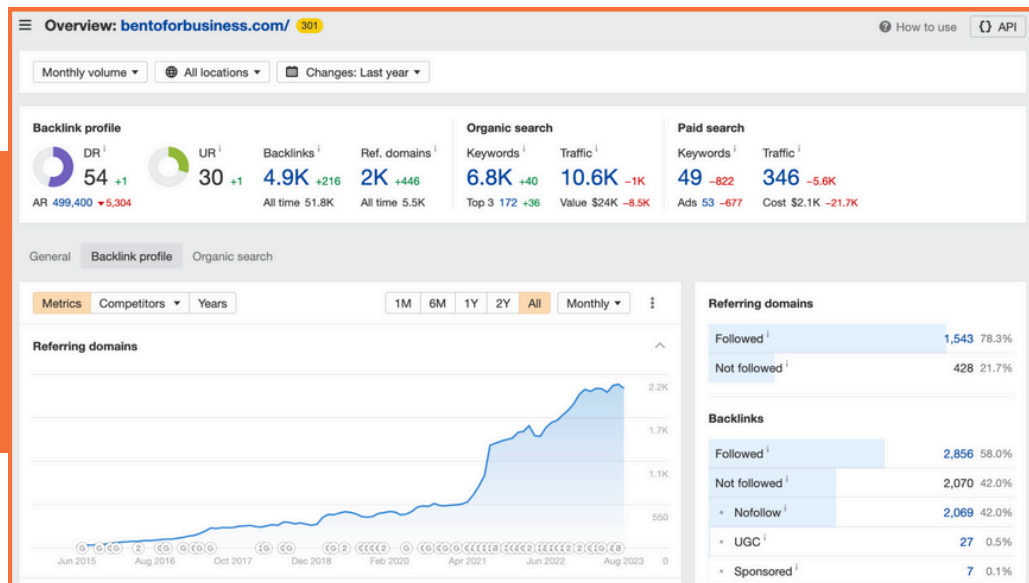 Overview: bentoforbusiness.com/ 301
How to use
{} API
Monthly volume
All locations
Changes: Last year
Backlink profile
DR i
54 +1
AR 499,400 ▾5,304
UR i
30 +1
Backlinks i
4.9K +216
All time 51.8K
Ref. domains i
2K +446
All time 5.5K
Organic search
Keywords i
6.8K +40
Top 3 172 +36
Traffic i
10.6K −1K
Value $24K −8.5K
Paid search
Keywords i
49 −822
Ads 53 −677
Traffic i
346 −5.6K
Cost $2.1K −21.7K
General Backlink profile Organic search
Metrics Competitors Years
1M 6M 1Y 2Y All Monthly
Referring domains
2.2K
1.7K
1.1K
550
0
Jun 2015 Aug 2016 Oct 2017 Dec 2018 Feb 2020 Apr 2021 Jun 2022 Aug 2023
Referring domains
Followed i 1,543 78.3%
Not followed i 428 21.7%
Backlinks
Followed i 2,856 58.0%
Not followed i 2,070 42.0%
Nofollow i 2,069 42.0%
UGC i 27 0.5%
Sponsored i 7 0.1%